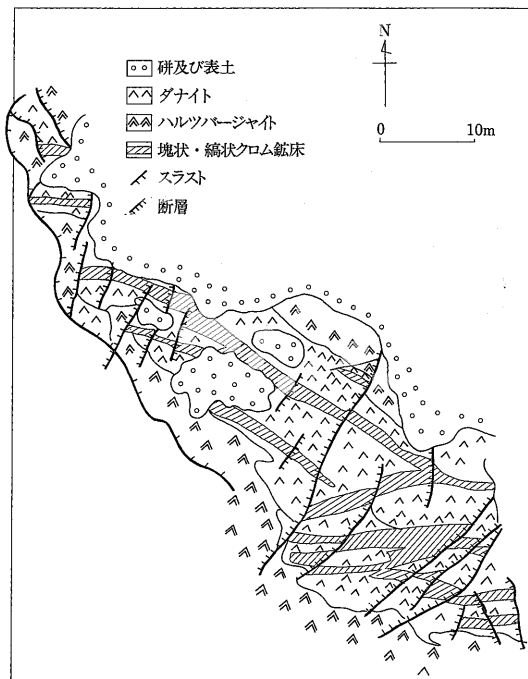 N
0 10m
研及び表土
ダナイト
ハルツバージャイト
塊状・縞状クロム鉱床
スラスト
断層